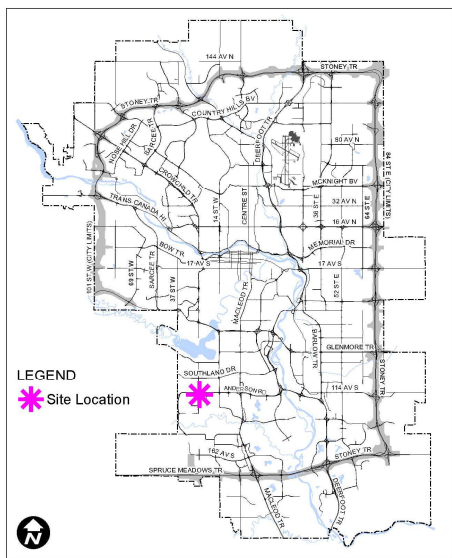 144 AV N
STONEY TR
STONEY TR
COUNTRY HILLS BV
SARCEE TR
NOSE HILL DR
DEERFOOT TR
80 AV N
CROWCHILD TR
MCKNIGHT BV
84 ST E (CITY LIMITS)
14 ST W
CENTRE ST
36 ST E
32 AV N
64 ST E
TRANS CANADA HI
16 AV N
101 ST W (CITY LIMITS)
BOW TR
MEMORIAL DR
17 AV S
17 AV S
69 ST W
SARCEE TR
37 ST W
52 ST E
MACLEOD TR
BARLOW TR
GLENMORE TR
STONEY TR
LEGEND
Site Location
SOUTHLAND DR
ANDERSON RD
114 AV S
162 AV S
STONEY TR
SPRUCE MEADOWS TR
MACLEOD TR
DEERFOOT TR
N